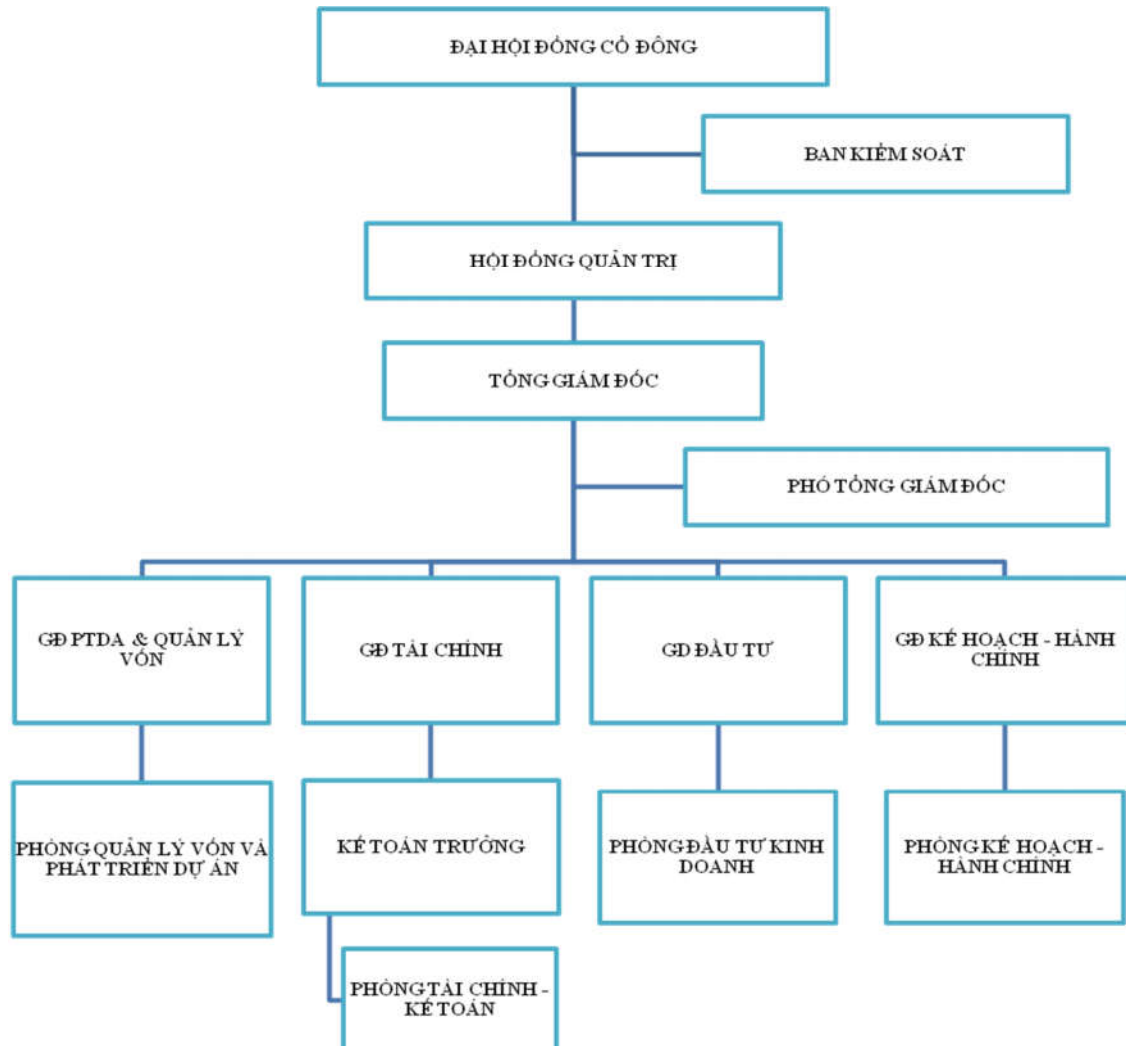 ĐẠI HỘI ĐỒNG CỔ ĐÔNG
BAN KIỂM SOÁT
HỘI ĐỒNG QUẢN TRỊ
TỔNG GIÁM ĐỐC
PHÓ TỔNG GIÁM ĐỐC
GĐ PTDA & QUẢN LÝ
VỐN
GĐ TÀI CHÍNH
GD ĐẦU TƯ
GĐ KẾ HOẠCH - HÀNH
CHÍNH
PHÒNG QUẢN LÝ VỐN VÀ
PHÁT TRIỂN DỰ ÁN
KẾ TOÁN TRƯỞNG
PHÒNG ĐẦU TƯ KINH
DOANH
PHÒNG KẾ HOẠCH -
HÀNH CHÍNH
PHÒNG TÀI CHÍNH -
KẾ TOÁN